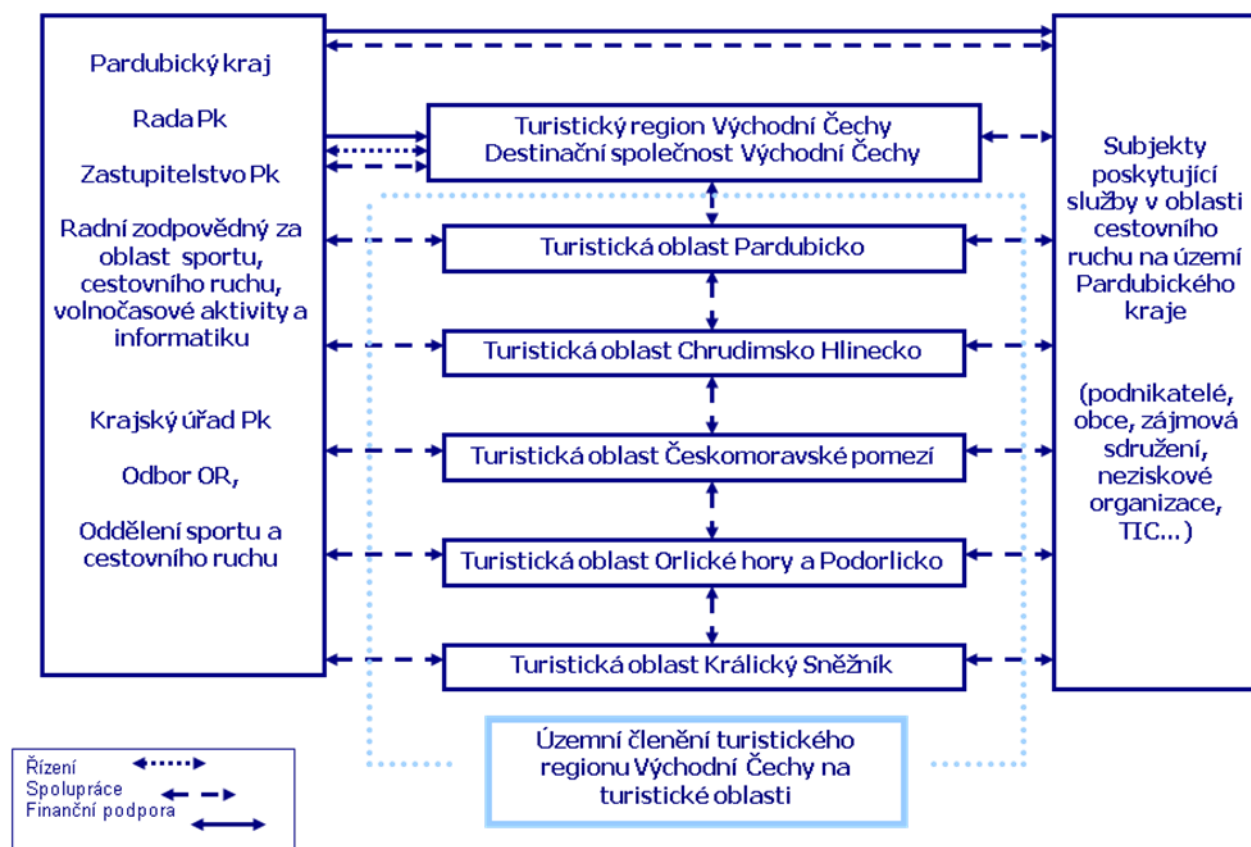 Pardubický kraj
Rada Pk
Zastupitelstvo Pk
Radní zodpovědný za
oblast sportu,
cestovního ruchu,
volnočasové aktivity a
informatiku
Krajský úřad Pk
Odbor OR,
Oddělení sportu a
cestovního ruchu
Turistický region Východní Čechy
Destinační společnost Východní Čechy
Turistická oblast Pardubicko
Turistická oblast Chrudimsko Hlinecko
Turistická oblast Českomoravské pomezí
Turistická oblast Orlické hory a Podorlicko
Turistická oblast Králický Sněžník
Územní členění turistického
regionu Východní Čechy na
turistické oblasti
Subjekty
poskytující
služby v oblasti
cestovního
ruchu na území
Pardubického
kraje
(podnikatelé,
obce, zájmová
sdružení,
neziskové
organizace,
TIC...)
Řízení
Spolupráce
Finanční podpora